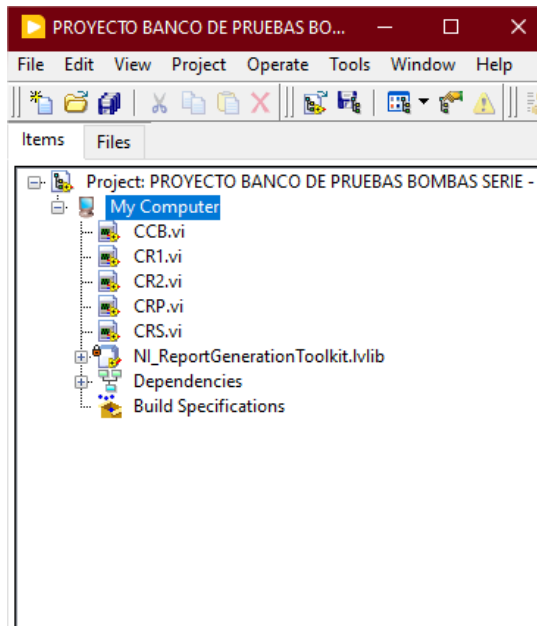 PROYECTO BANCO DE PRUEBAS BO...
File Edit View Project Operate Tools Window Help
Items Files
Project: PROYECTO BANCO DE PRUEBAS BOMBAS SERIE -
My Computer
CCB.vi
CR1.vi
CR2.vi
CRP.vi
CRS.vi
NI_ReportGenerationToolkit.lvlib
Dependencies
Build Specifications